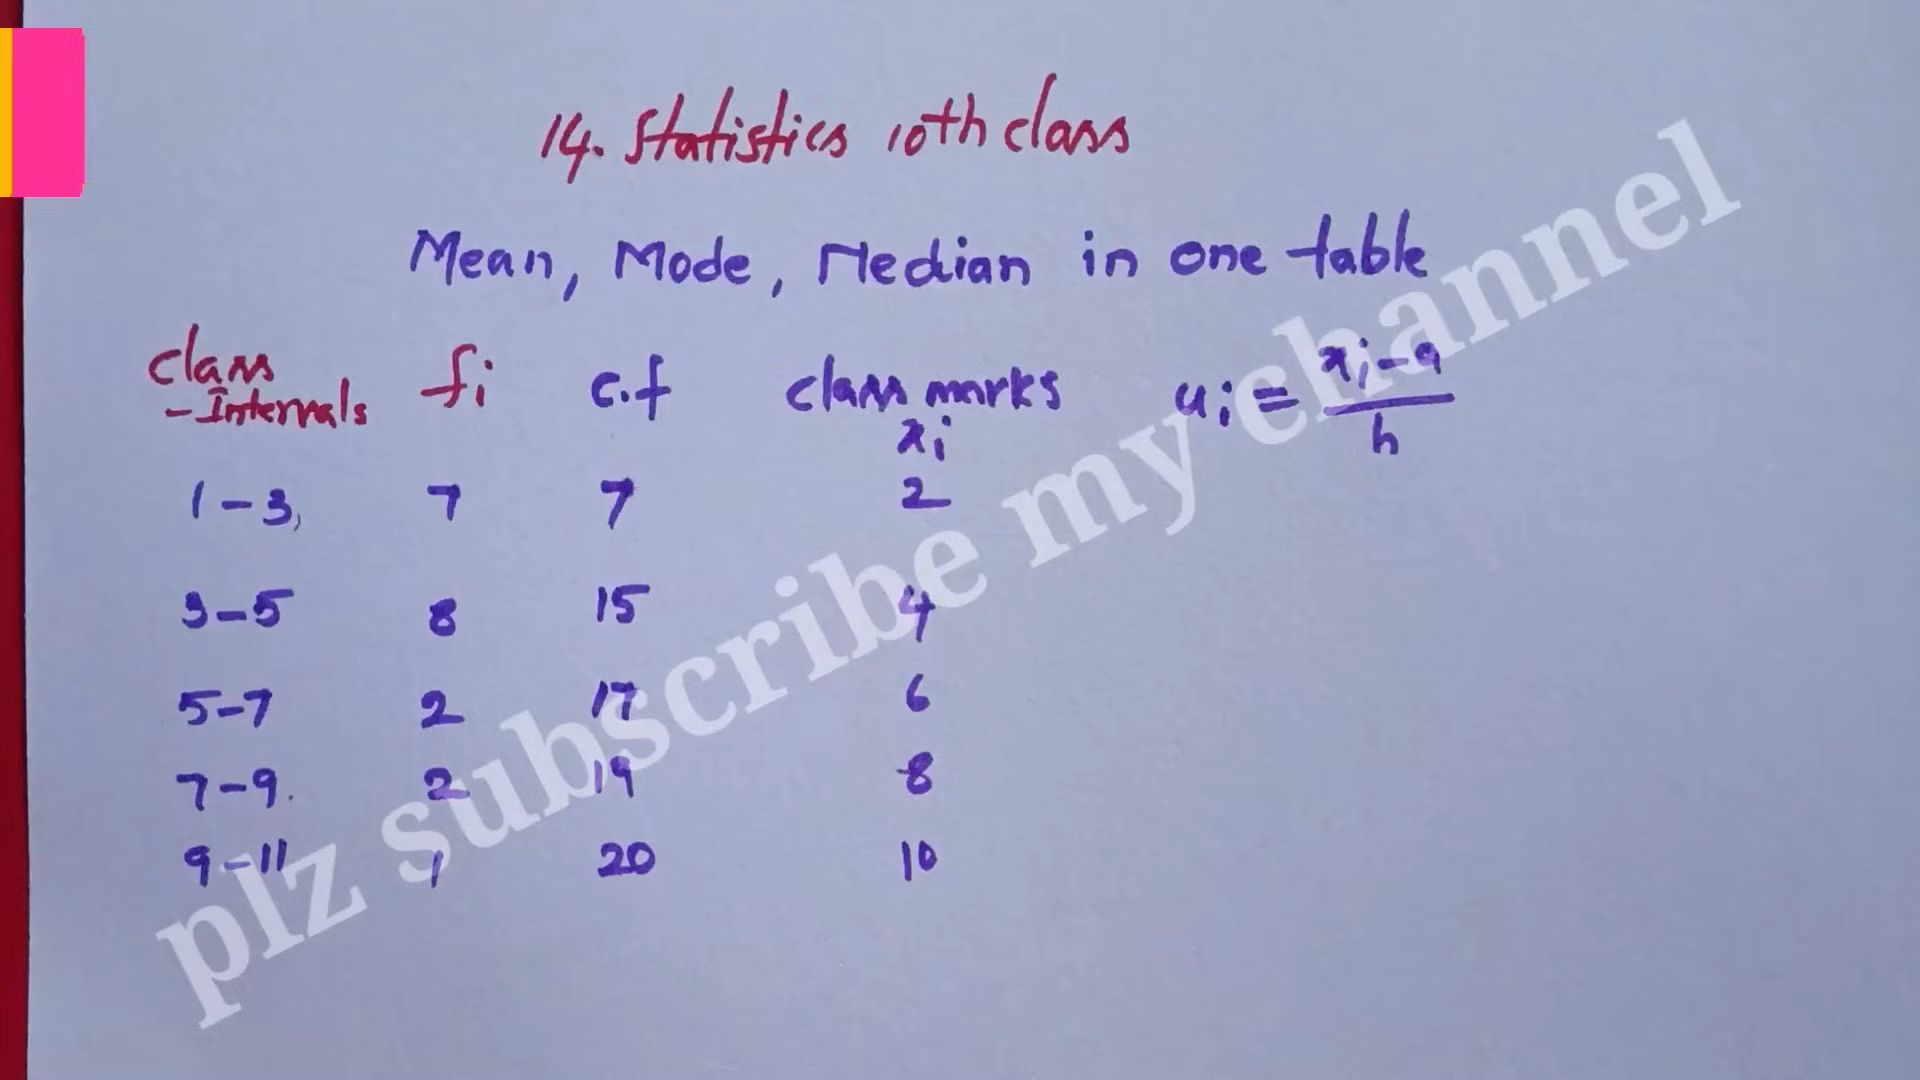 14. Statistics 10th class
Mean, Mode, Median in one table
class
-Intervals fi c.f class marks xi ui = xi-a/h
1-3, 7 7 2
3-5 8 15 4
5-7 2 17 6
7-9. 2 19 8
9-11 1 20 10
plz subscribe my channel